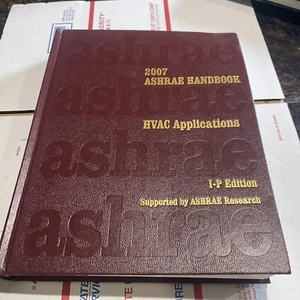 ashrae
2007
ASHRAE HANDBOOK
ashrae
HVAC Applications
ashrae
I-P Edition
Supported by ASHRAE Research
ashrae